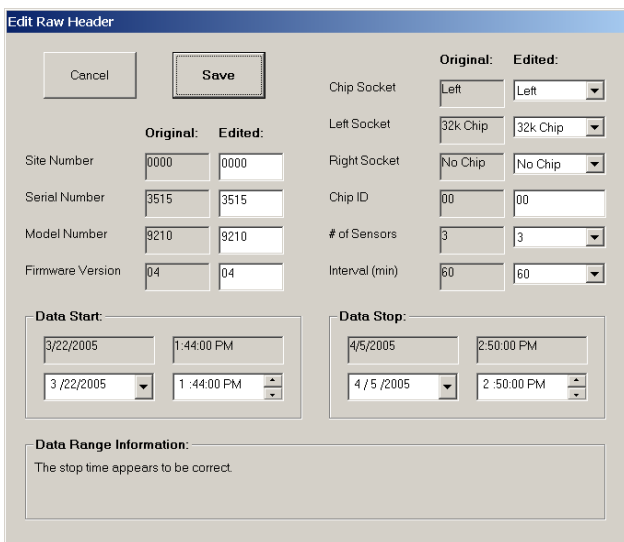 Edit Raw Header
Cancel Save
Original: Edited:
Site Number 0000 0000
Serial Number 3515 3515
Model Number 9210 9210
Firmware Version 04 04
Original: Edited:
Chip Socket Left Left
Left Socket 32k Chip 32k Chip
Right Socket No Chip No Chip
Chip ID 00 00
# of Sensors 3 3
Interval (min) 60 60
Data Start:
3/22/2005 1:44:00 PM
3 /22/2005 1 :44:00 PM
Data Stop:
4/5/2005 2:50:00 PM
4 / 5 /2005 2 :50:00 PM
Data Range Information:
The stop time appears to be correct.